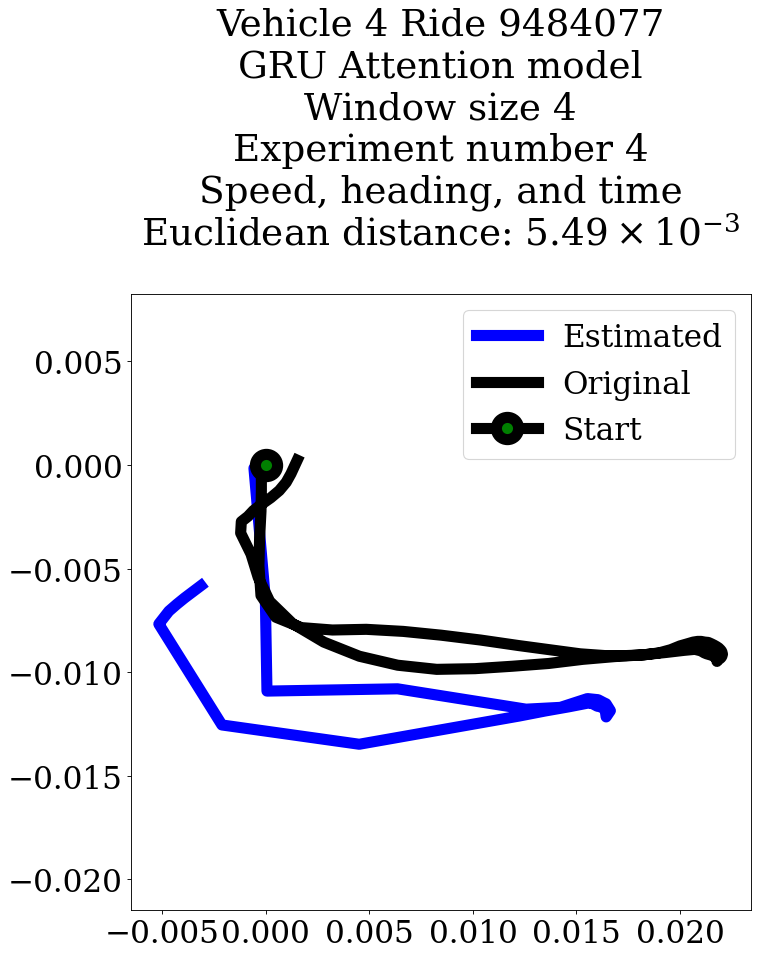 Vehicle 4 Ride 9484077
GRU Attention model
Window size 4
Experiment number 4
Speed, heading, and time
Euclidean distance: 5.49 × 10⁻³
Estimated
Original
Start
0.005
0.000
−0.005
−0.010
−0.015
−0.020
−0.005 0.000 0.005 0.010 0.015 0.020